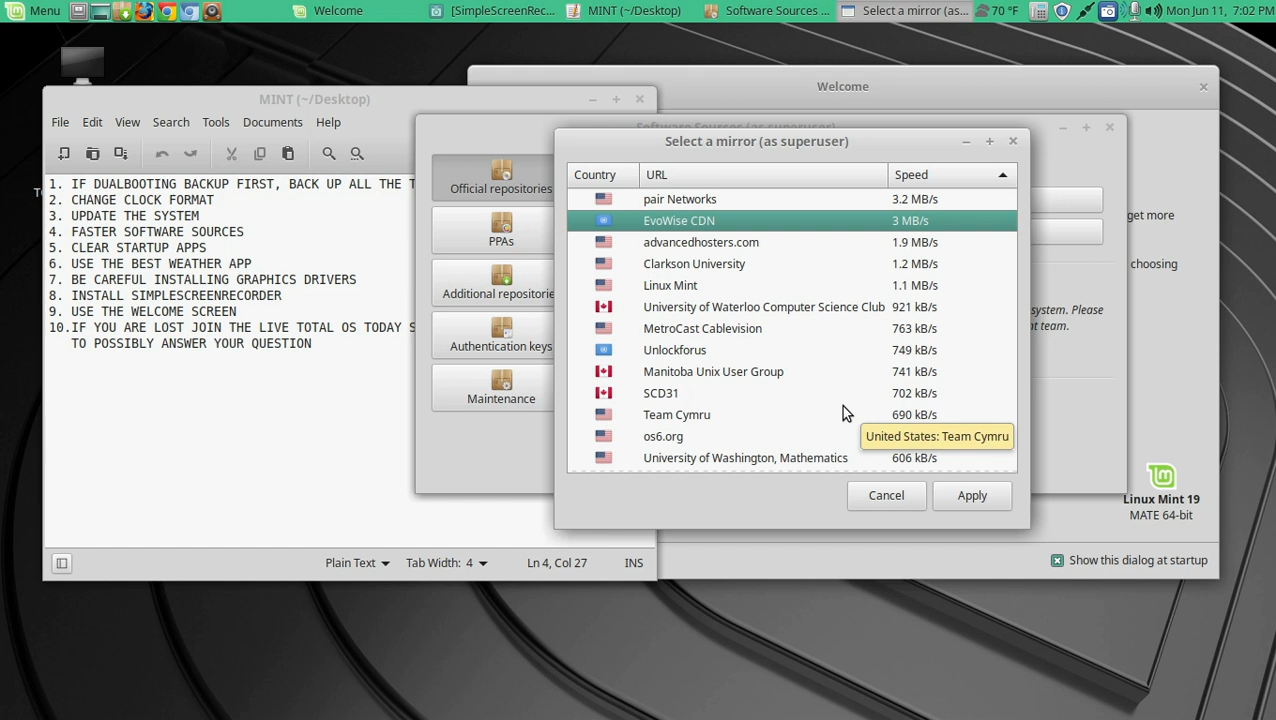 Menu
Welcome
[SimpleScreenRec...
MINT (~/Desktop)
Software Sources ...
Select a mirror (as...
70 °F
Mon Jun 11, 7:02 PM
Welcome
MINT (~/Desktop)
File Edit View Search Tools Documents Help
1. IF DUALBOOTING BACKUP FIRST, BACK UP ALL THE T
2. CHANGE CLOCK FORMAT
3. UPDATE THE SYSTEM
4. FASTER SOFTWARE SOURCES
5. CLEAR STARTUP APPS
6. USE THE BEST WEATHER APP
7. BE CAREFUL INSTALLING GRAPHICS DRIVERS
8. INSTALL SIMPLESCREENRECORDER
9. USE THE WELCOME SCREEN
10.IF YOU ARE LOST JOIN THE LIVE TOTAL OS TODAY S
TO POSSIBLY ANSWER YOUR QUESTION
Plain Text Tab Width: 4 Ln 4, Col 27 INS
Software Sources (as superuser)
Official repositories
PPAs
Additional repositorie
Authentication keys
Maintenance
Select a mirror (as superuser)
Country URL Speed
pair Networks 3.2 MB/s
EvoWise CDN 3 MB/s
advancedhosters.com 1.9 MB/s
Clarkson University 1.2 MB/s
Linux Mint 1.1 MB/s
University of Waterloo Computer Science Club 921 kB/s
MetroCast Cablevision 763 kB/s
Unlockforus 749 kB/s
Manitoba Unix User Group 741 kB/s
SCD31 702 kB/s
Team Cymru 690 kB/s
os6.org
United States: Team Cymru
University of Washington, Mathematics 606 kB/s
Cancel Apply
get more
choosing
system. Please
nt team.
Linux Mint 19
MATE 64-bit
Show this dialog at startup